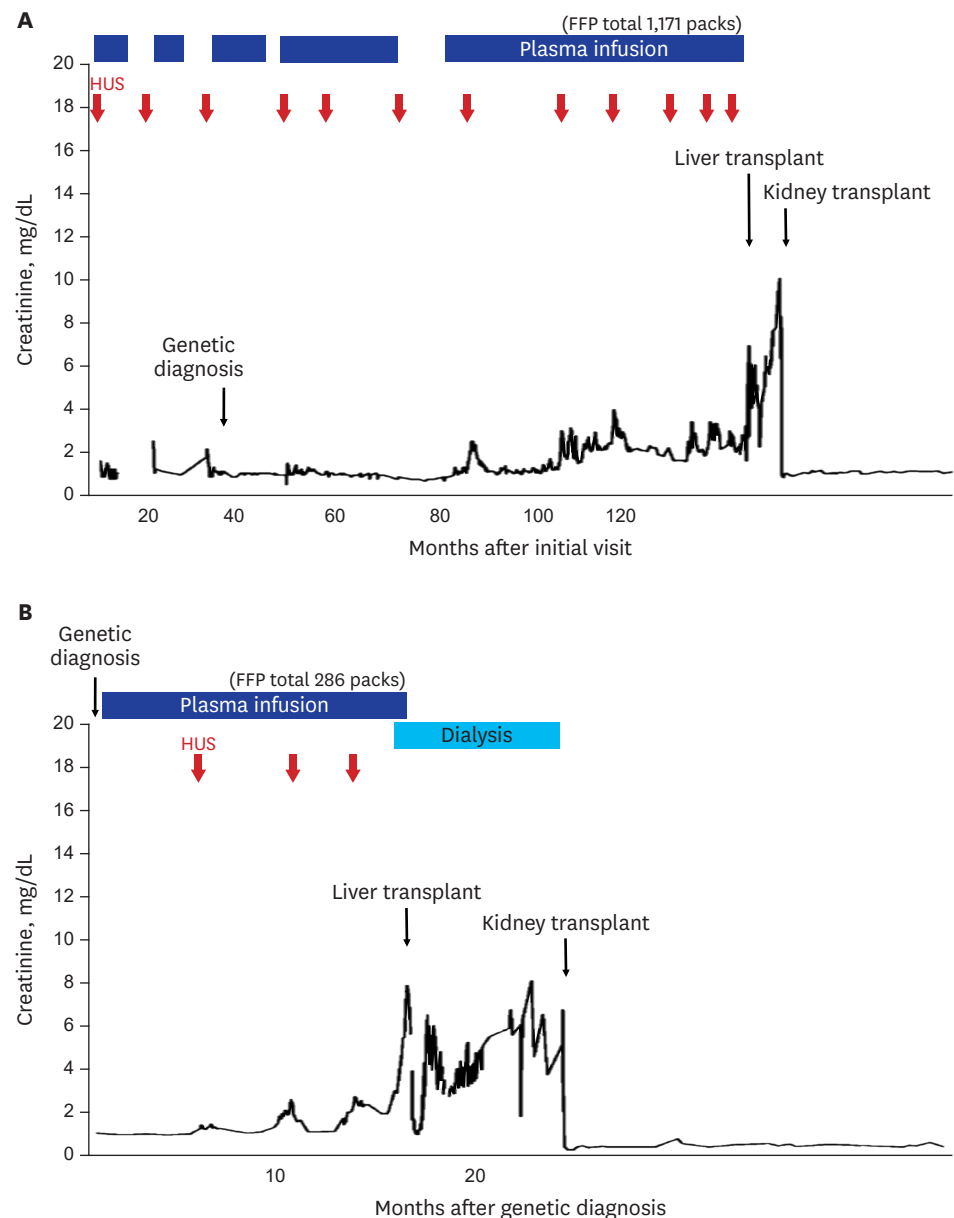 A
(FFP total 1,171 packs)
Plasma infusion
20
HUS
18
16
Liver transplant
14
Kidney transplant
12
10
8
Genetic
diagnosis
6
4
2
0
Creatinine, mg/dL
20 40 60 80 100 120
Months after initial visit
B
Genetic
diagnosis
(FFP total 286 packs)
Plasma infusion
Dialysis
20
HUS
18
16
14
12
Liver transplant
Kidney transplant
10
8
6
4
2
0
Creatinine, mg/dL
10 20
Months after genetic diagnosis